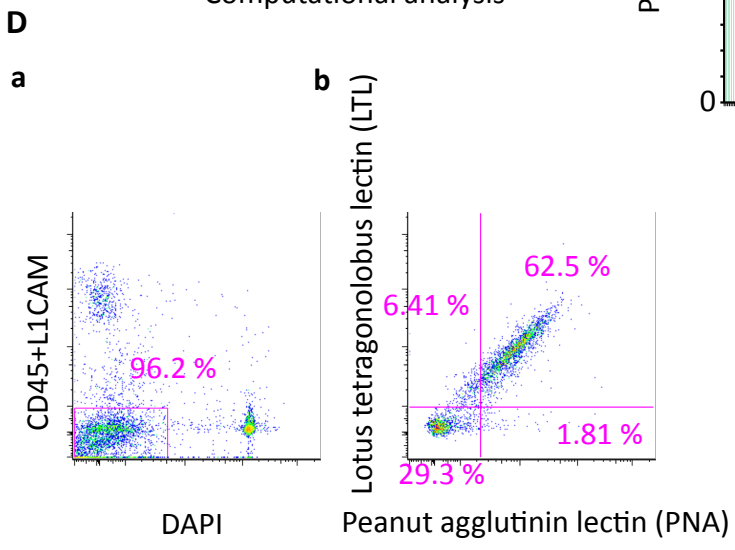 Computational analysis
D
P
0
a
b
CD45+L1CAM
96.2 %
DAPI
Lotus tetragonolobus lectin (LTL)
62.5 %
6.41 %
1.81 %
29.3 %
Peanut agglutinin lectin (PNA)